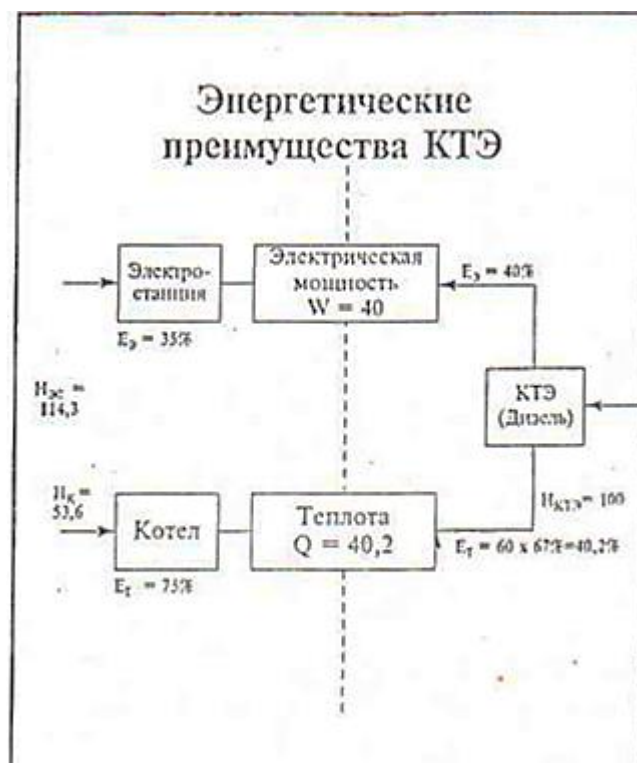 Энергетические
преимущества КТЭ
Электро-
станция
Электрическая
мощность
W = 40
Eэ = 40%
Eэ = 35%
Hэс =
114,3
КТЭ
(Дизель)
Hк =
53,6
Котел
Теплота
Q = 40,2
HКТЭ = 100
Eт = 60 x 67%=40,2%
Eт = 75%